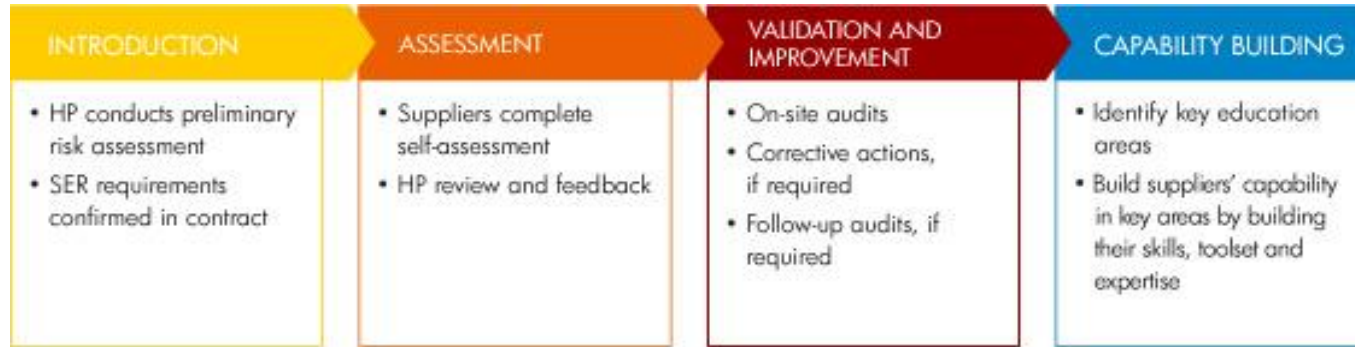 INTRODUCTION
• HP conducts preliminary
risk assessment
• SER requirements
confirmed in contract
ASSESSMENT
• Suppliers complete
self-assessment
• HP review and feedback
VALIDATION AND
IMPROVEMENT
• On-site audits
• Corrective actions,
if required
• Follow-up audits, if
required
CAPABILITY BUILDING
• Identify key education
areas
• Build suppliers’ capability
in key areas by building
their skills, toolset and
expertise